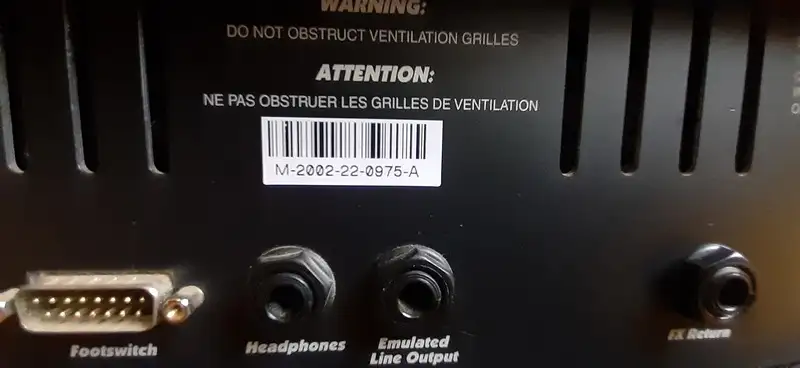 WARNING:
DO NOT OBSTRUCT VENTILATION GRILLES
ATTENTION:
NE PAS OBSTRUER LES GRILLES DE VENTILATION
M-2002-22-0975-A
Footswitch
Headphones
Emulated
Line Output
FX Return